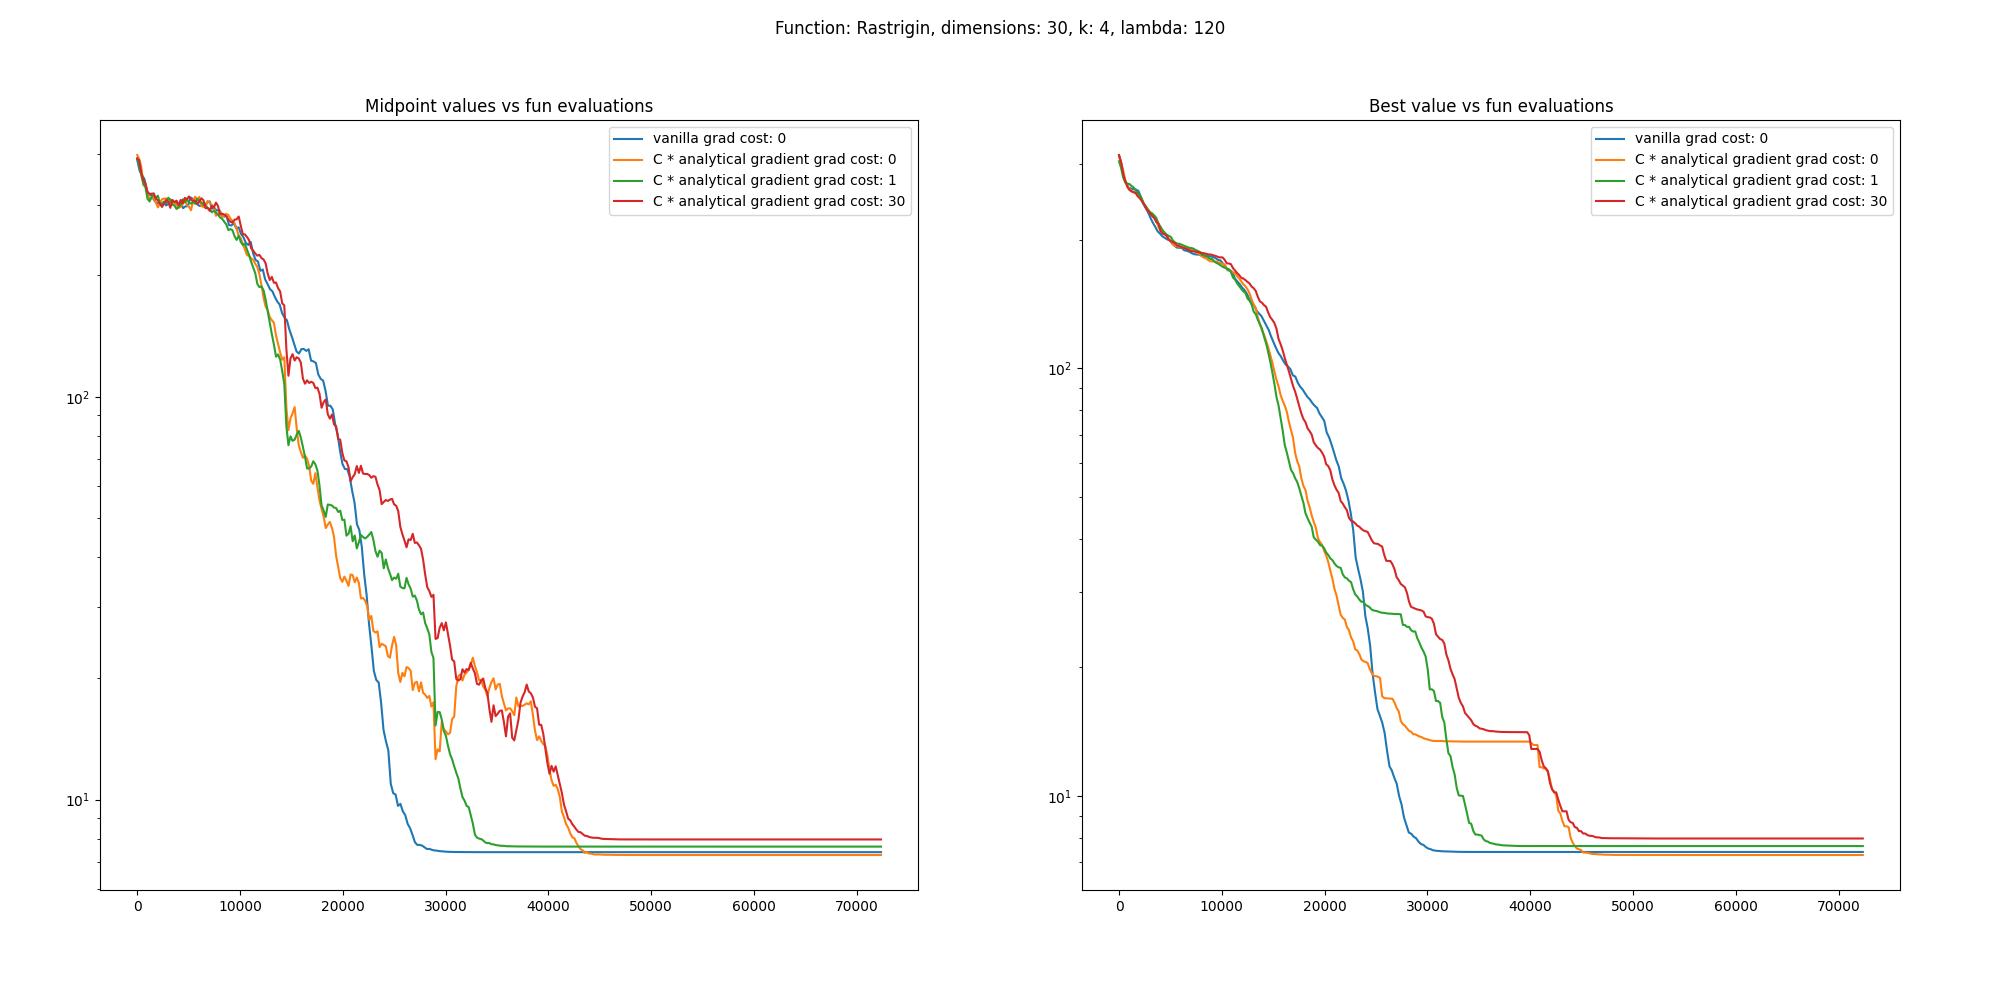 Function: Rastrigin, dimensions: 30, k: 4, lambda: 120
Midpoint values vs fun evaluations
vanilla grad cost: 0
C * analytical gradient grad cost: 0
C * analytical gradient grad cost: 1
C * analytical gradient grad cost: 30
10²
10¹
0 10000 20000 30000 40000 50000 60000 70000
Best value vs fun evaluations
vanilla grad cost: 0
C * analytical gradient grad cost: 0
C * analytical gradient grad cost: 1
C * analytical gradient grad cost: 30
10²
10¹
0 10000 20000 30000 40000 50000 60000 70000